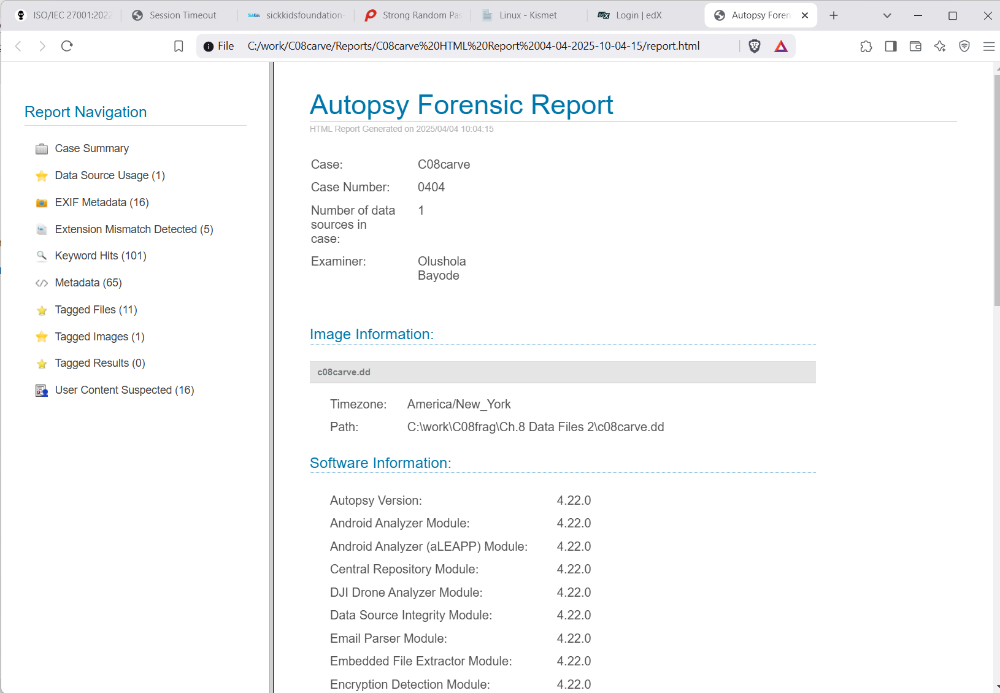 ISO/IEC 27001:2022
Session Timeout
sickkidsfoundation-
Strong Random Pas
Linux - Kismet
Login | edX
Autopsy Foren
File C:/work/C08carve/Reports/C08carve%20HTML%20Report%2004-04-2025-10-04-15/report.html
Report Navigation
Case Summary
Data Source Usage (1)
EXIF Metadata (16)
Extension Mismatch Detected (5)
Keyword Hits (101)
Metadata (65)
Tagged Files (11)
Tagged Images (1)
Tagged Results (0)
User Content Suspected (16)
Autopsy Forensic Report
HTML Report Generated on 2025/04/04 10:04:15
Case: C08carve
Case Number: 0404
Number of data 1
sources in
case:
Examiner: Olushola
Bayode
Image Information:
c08carve.dd
Timezone: America/New_York
Path: C:\work\C08frag\Ch.8 Data Files 2\c08carve.dd
Software Information:
Autopsy Version: 4.22.0
Android Analyzer Module: 4.22.0
Android Analyzer (aLEAPP) Module: 4.22.0
Central Repository Module: 4.22.0
DJI Drone Analyzer Module: 4.22.0
Data Source Integrity Module: 4.22.0
Email Parser Module: 4.22.0
Embedded File Extractor Module: 4.22.0
Encryption Detection Module: 4.22.0